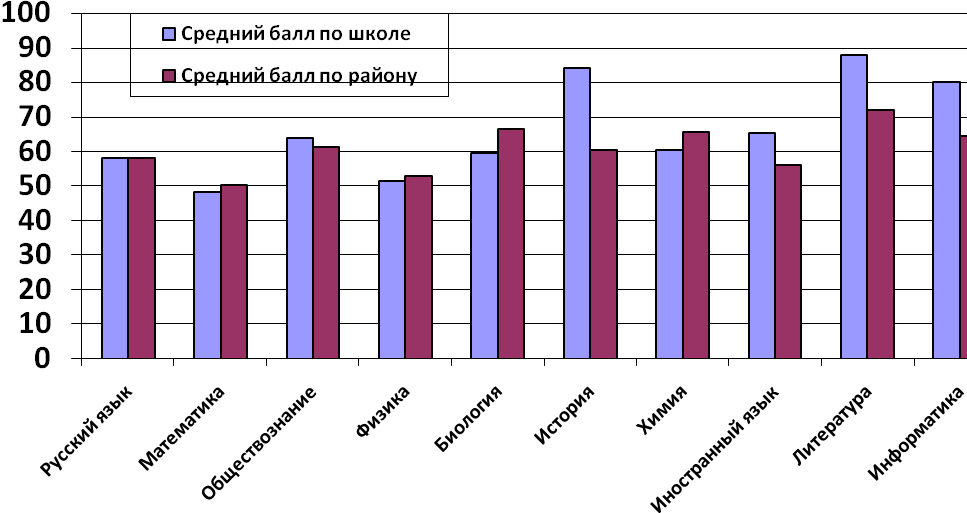 100
90
80
70
60
50
40
30
20
10
0
Средний балл по школе
Средний балл по району
Русский язык
Математика
Обществознание
Физика
Биология
История
Химия
Иностранный язык
Литература
Информатика